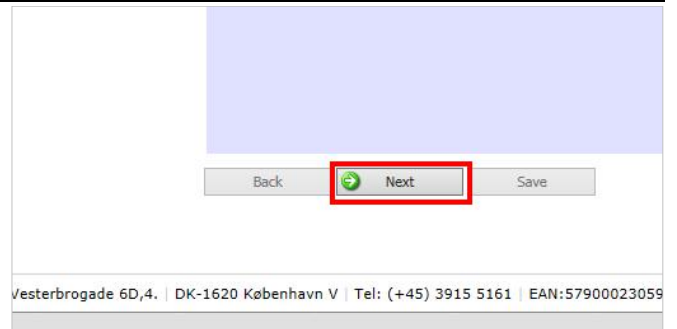 Back Next Save
Vesterbrogade 6D,4. | DK-1620 København V | Tel: (+45) 3915 5161 | EAN:57900023059